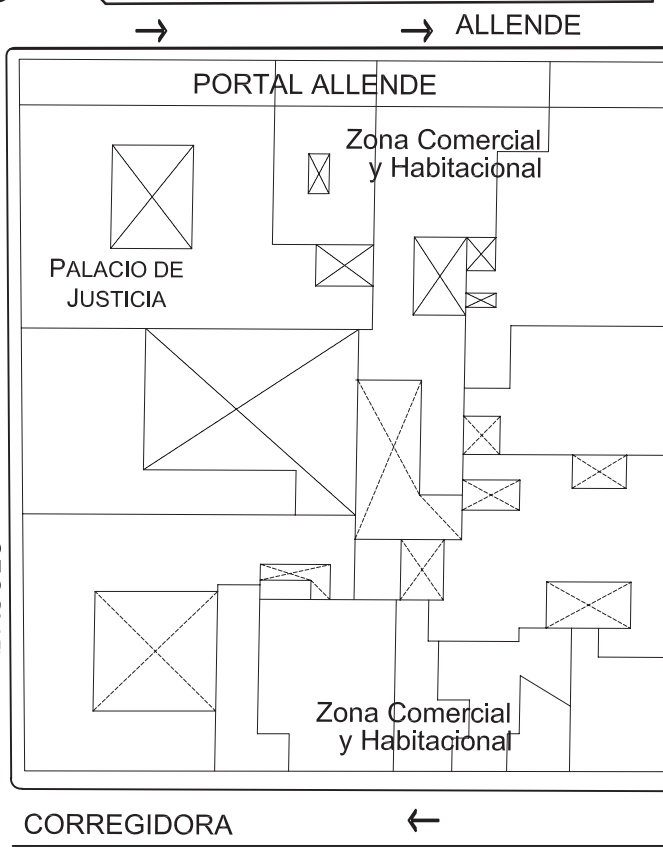 ALLENDE
PORTAL ALLENDE
Zona Comercial
y Habitacional
PALACIO DE
JUSTICIA
Zona Comercial
y Habitacional
CORREGIDORA